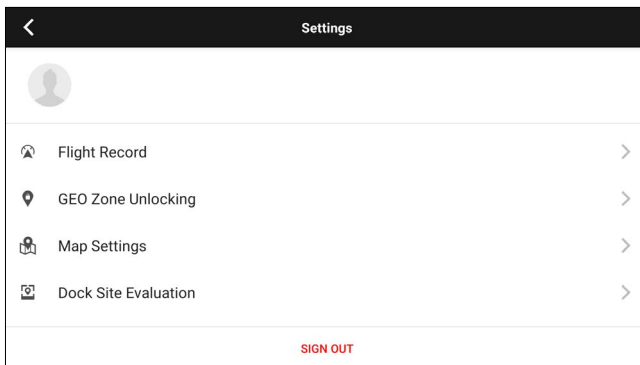 Settings
Flight Record
GEO Zone Unlocking
Map Settings
Dock Site Evaluation
SIGN OUT